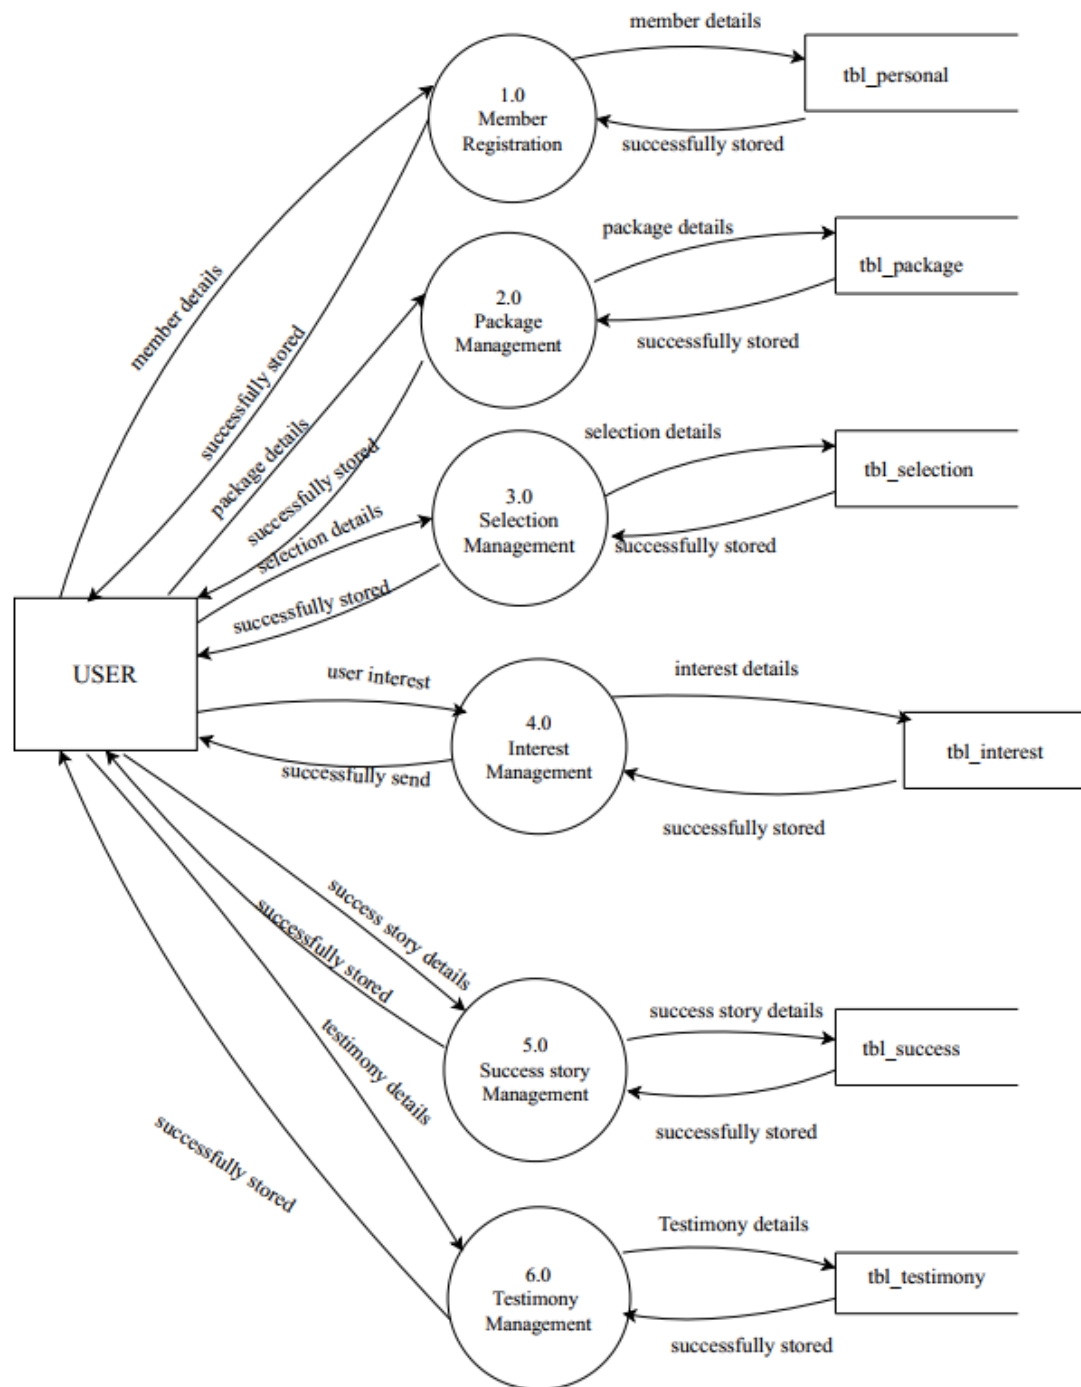 member details
1.0
Member
Registration
tbl_personal
successfully stored
member details
successfully stored
package details
2.0
Package
Management
tbl_package
successfully stored
package details
successfully stored
selection details
3.0
Selection
Management
tbl_selection
successfully stored
selection details
successfully stored
USER
user interest
interest details
4.0
Interest
Management
tbl_interest
successfully send
successfully stored
success story details
successfully stored
success story details
5.0
Success story
Management
tbl_success
successfully stored
testimony details
successfully stored
Testimony details
6.0
Testimony
Management
tbl_testimony
successfully stored